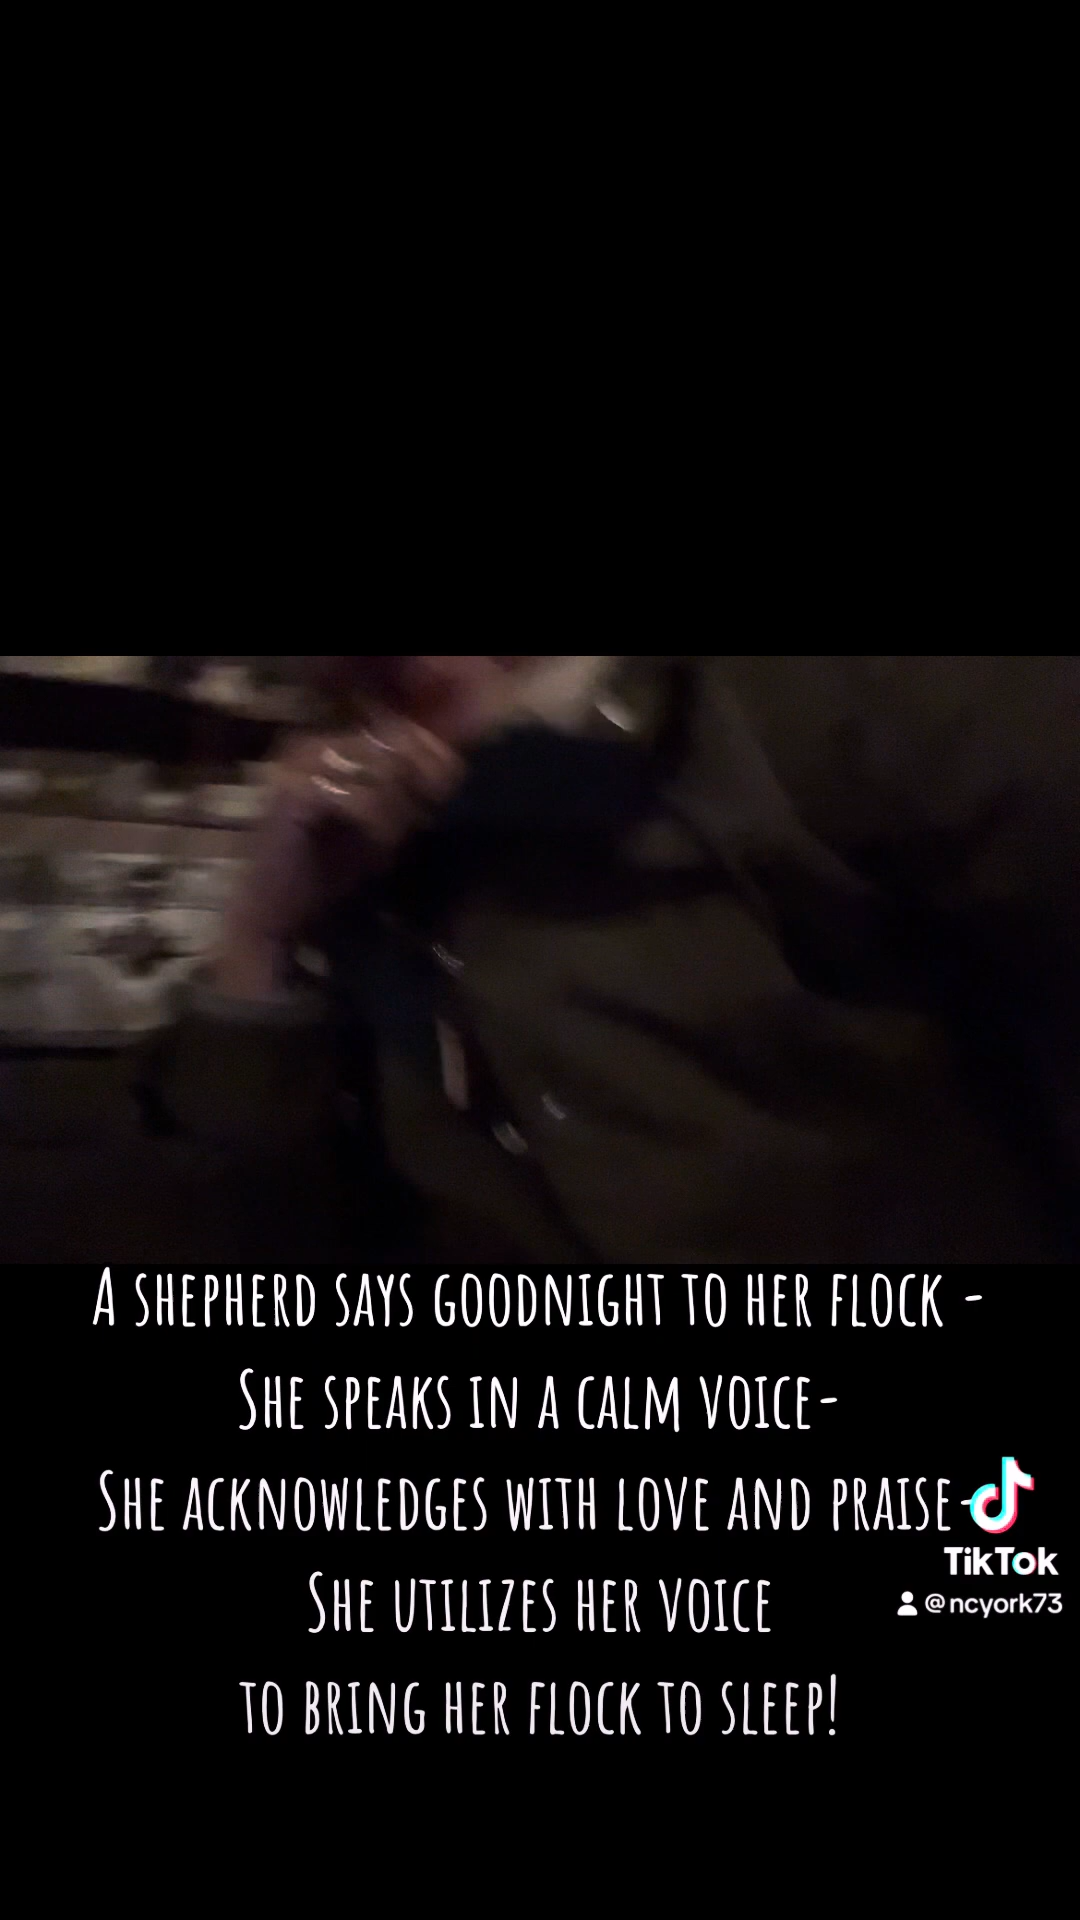 A SHEPHERD SAYS GOODNIGHT TO HER FLOCK -
SHE SPEAKS IN A CALM VOICE-
SHE ACKNOWLEDGES WITH LOVE AND PRAISE-
SHE UTILIZES HER VOICE
TO BRING HER FLOCK TO SLEEP!
TikTok
@ncyork73